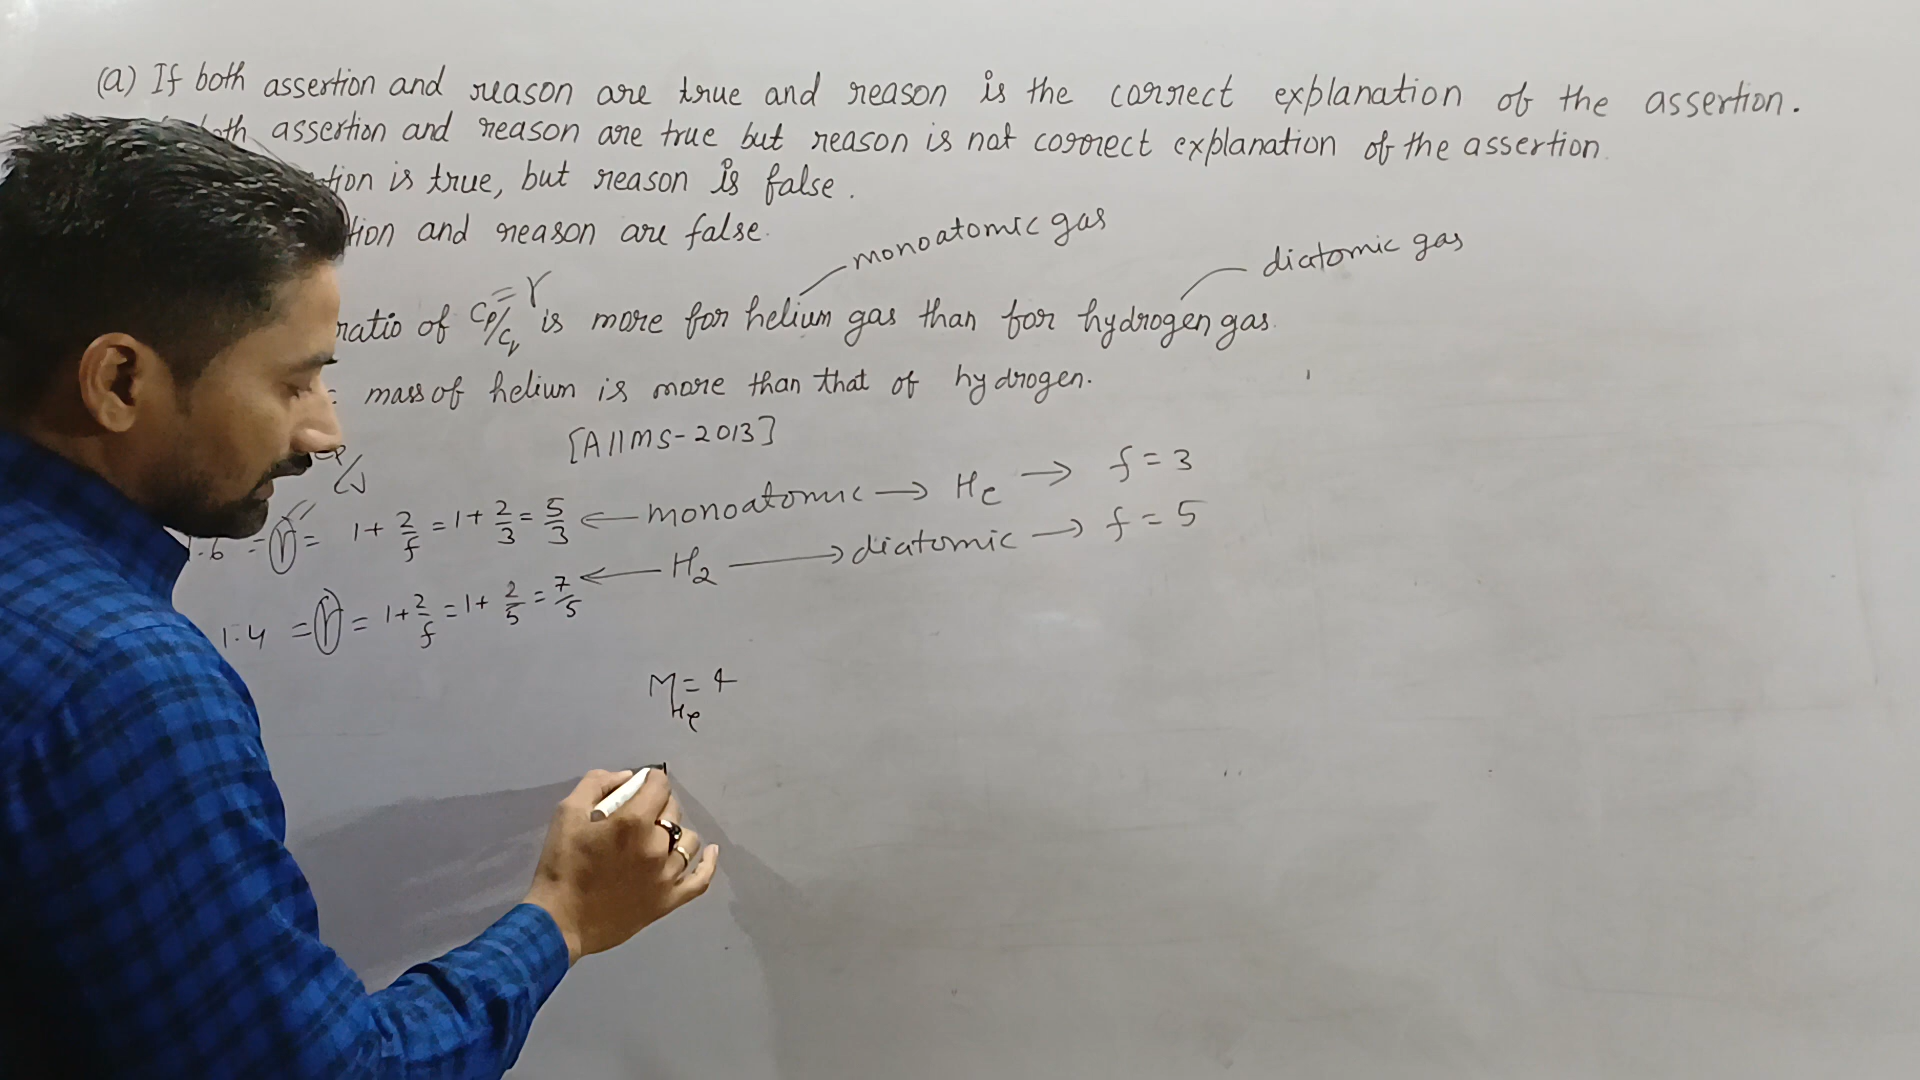 (a) If both assertion and reason are true and reason is the correct explanation of the assertion.
both assertion and reason are true but reason is not correct explanation of the assertion.
is true, but reason is false.
and reason are false.
monoatomic gas
diatomic gas
= γ
ratio of Cp/Cv is more for helium gas than for hydrogen gas.
mass of helium is more than that of hydrogen.
[AIIMS-2013]
γ = 1+ 2/f = 1+ 2/3 = 5/3 ← monoatomic → He → f = 3
1.4 = γ = 1+ 2/f = 1+ 2/5 = 7/5 ← H2 → diatomic → f = 5
M He = 4